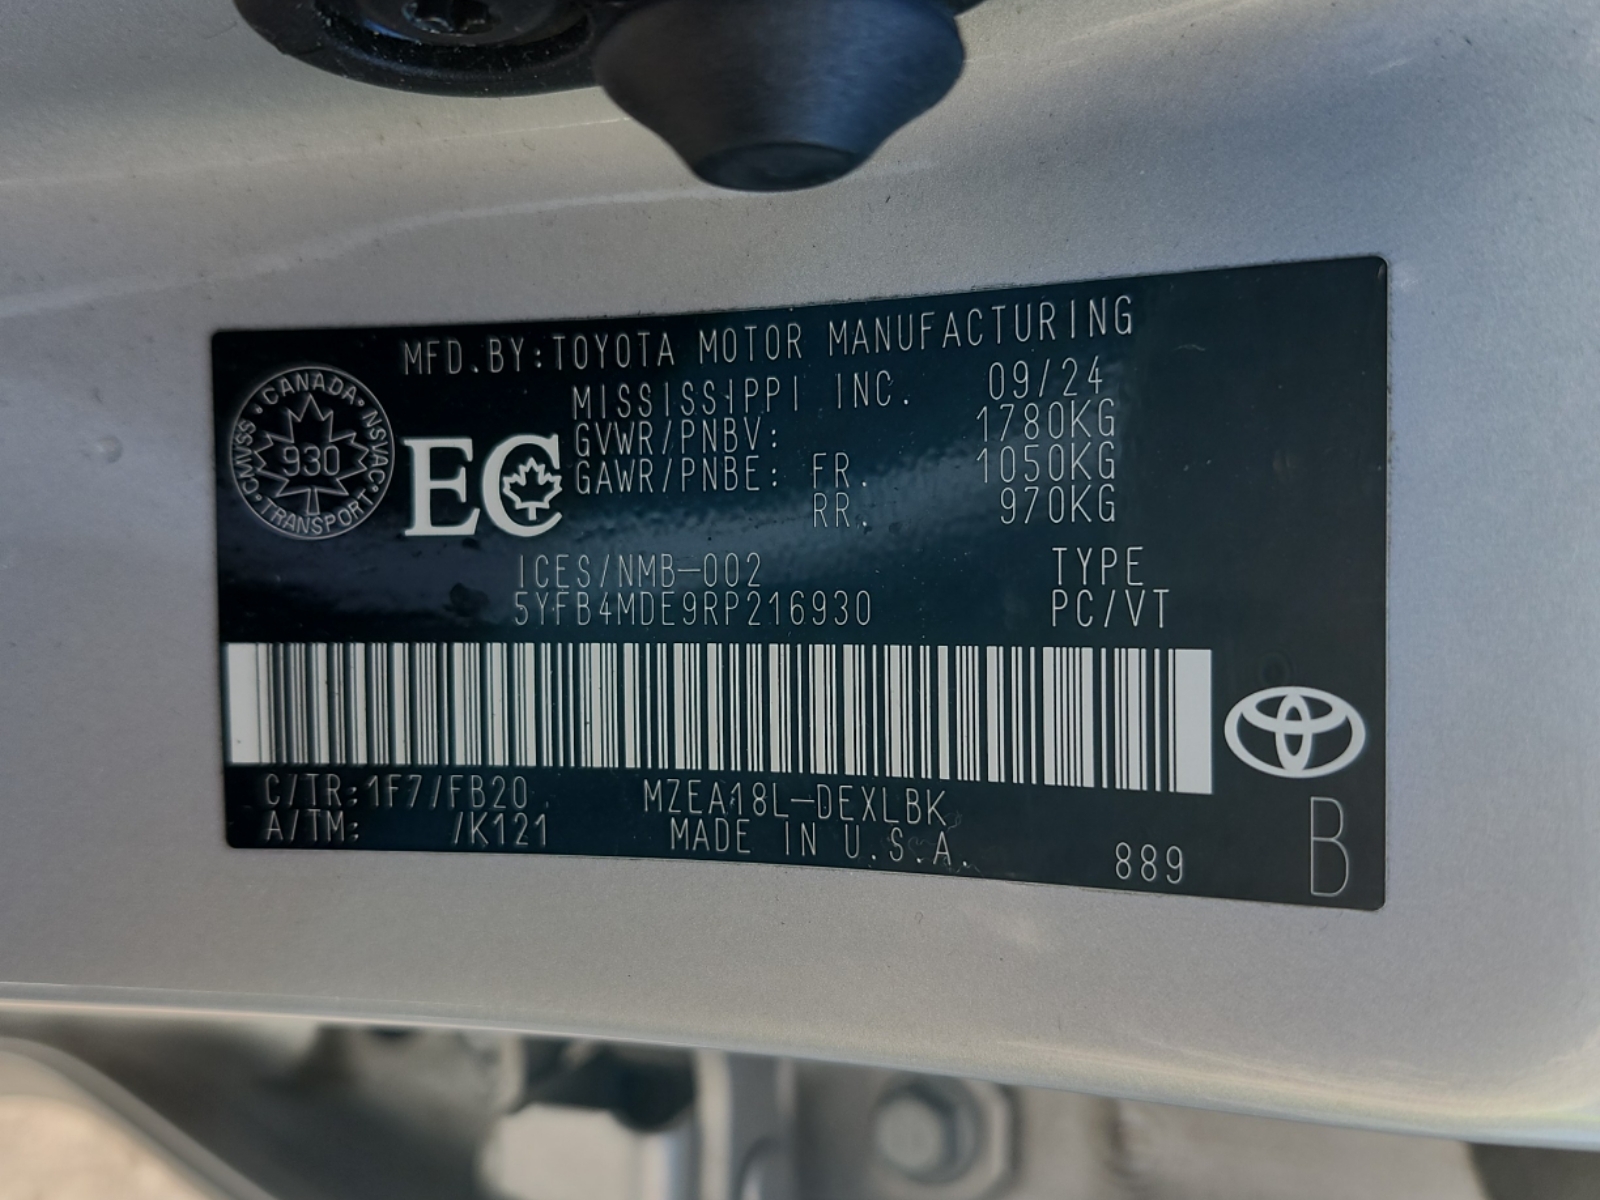 MFD.BY:TOYOTA MOTOR MANUFACTURING
MISSISSIPPI INC. 09/24
GVWR/PNBV: 1780KG
GAWR/PNBE: FR. 1050KG
RR. 970KG
CANADA
CMVSS 930 NSVAC
TRANSPORT
EC
ICES/NMB-002 TYPE
5YFB4MDE9RP216930 PC/VT
C/TR:1F7/FB20 MZEA18L-DEXLBK
A/TM: /K121 MADE IN U.S.A. 889
B